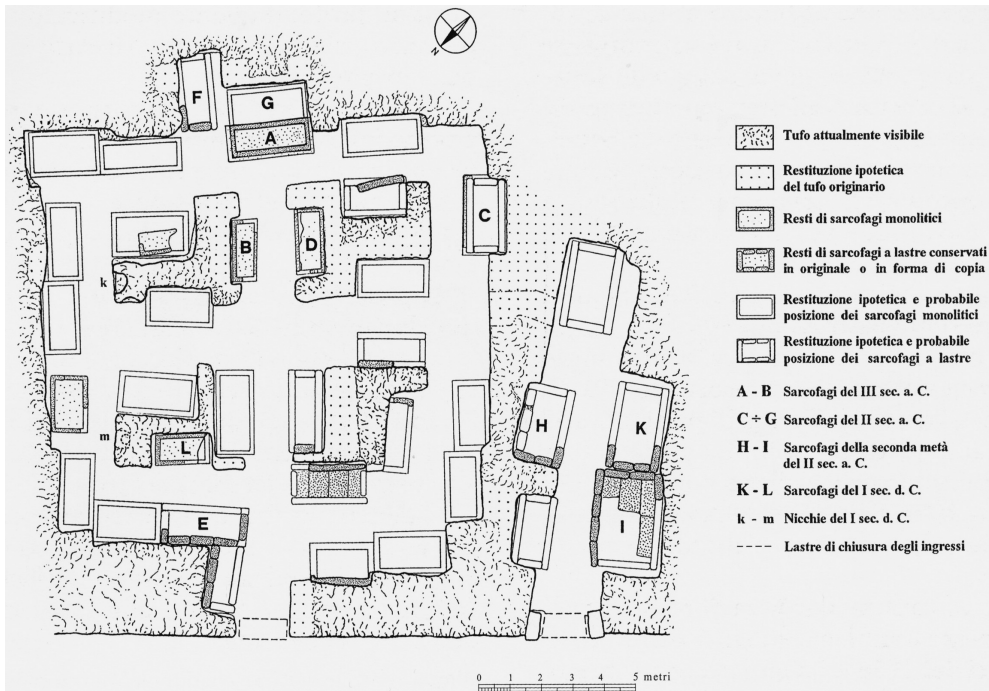 N
F
G
A
C
B
D
k
H
K
m
L
I
E
0 1 2 3 4 5 metri
Tufo attualmente visibile
Restituzione ipotetica
del tufo originario
Resti di sarcofagi monolitici
Resti di sarcofagi a lastre conservati
in originale o in forma di copia
Restituzione ipotetica e probabile
posizione dei sarcofagi monolitici
Restituzione ipotetica e probabile
posizione dei sarcofagi a lastre
A - B Sarcofagi del III sec. a. C.
C ÷ G Sarcofagi del II sec. a. C.
H - I Sarcofagi della seconda metà
del II sec. a. C.
K - L Sarcofagi del I sec. d. C.
k - m Nicchie del I sec. d. C.
Lastre di chiusura degli ingressi